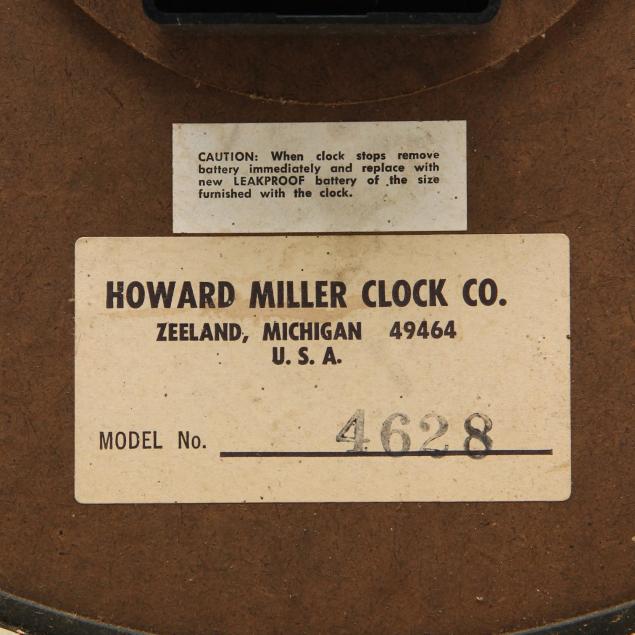 CAUTION: When clock stops remove
battery immediately and replace with
new LEAKPROOF battery of the size
furnished with the clock.
HOWARD MILLER CLOCK CO.
ZEELAND, MICHIGAN 49464
U. S. A.
MODEL No. 4628